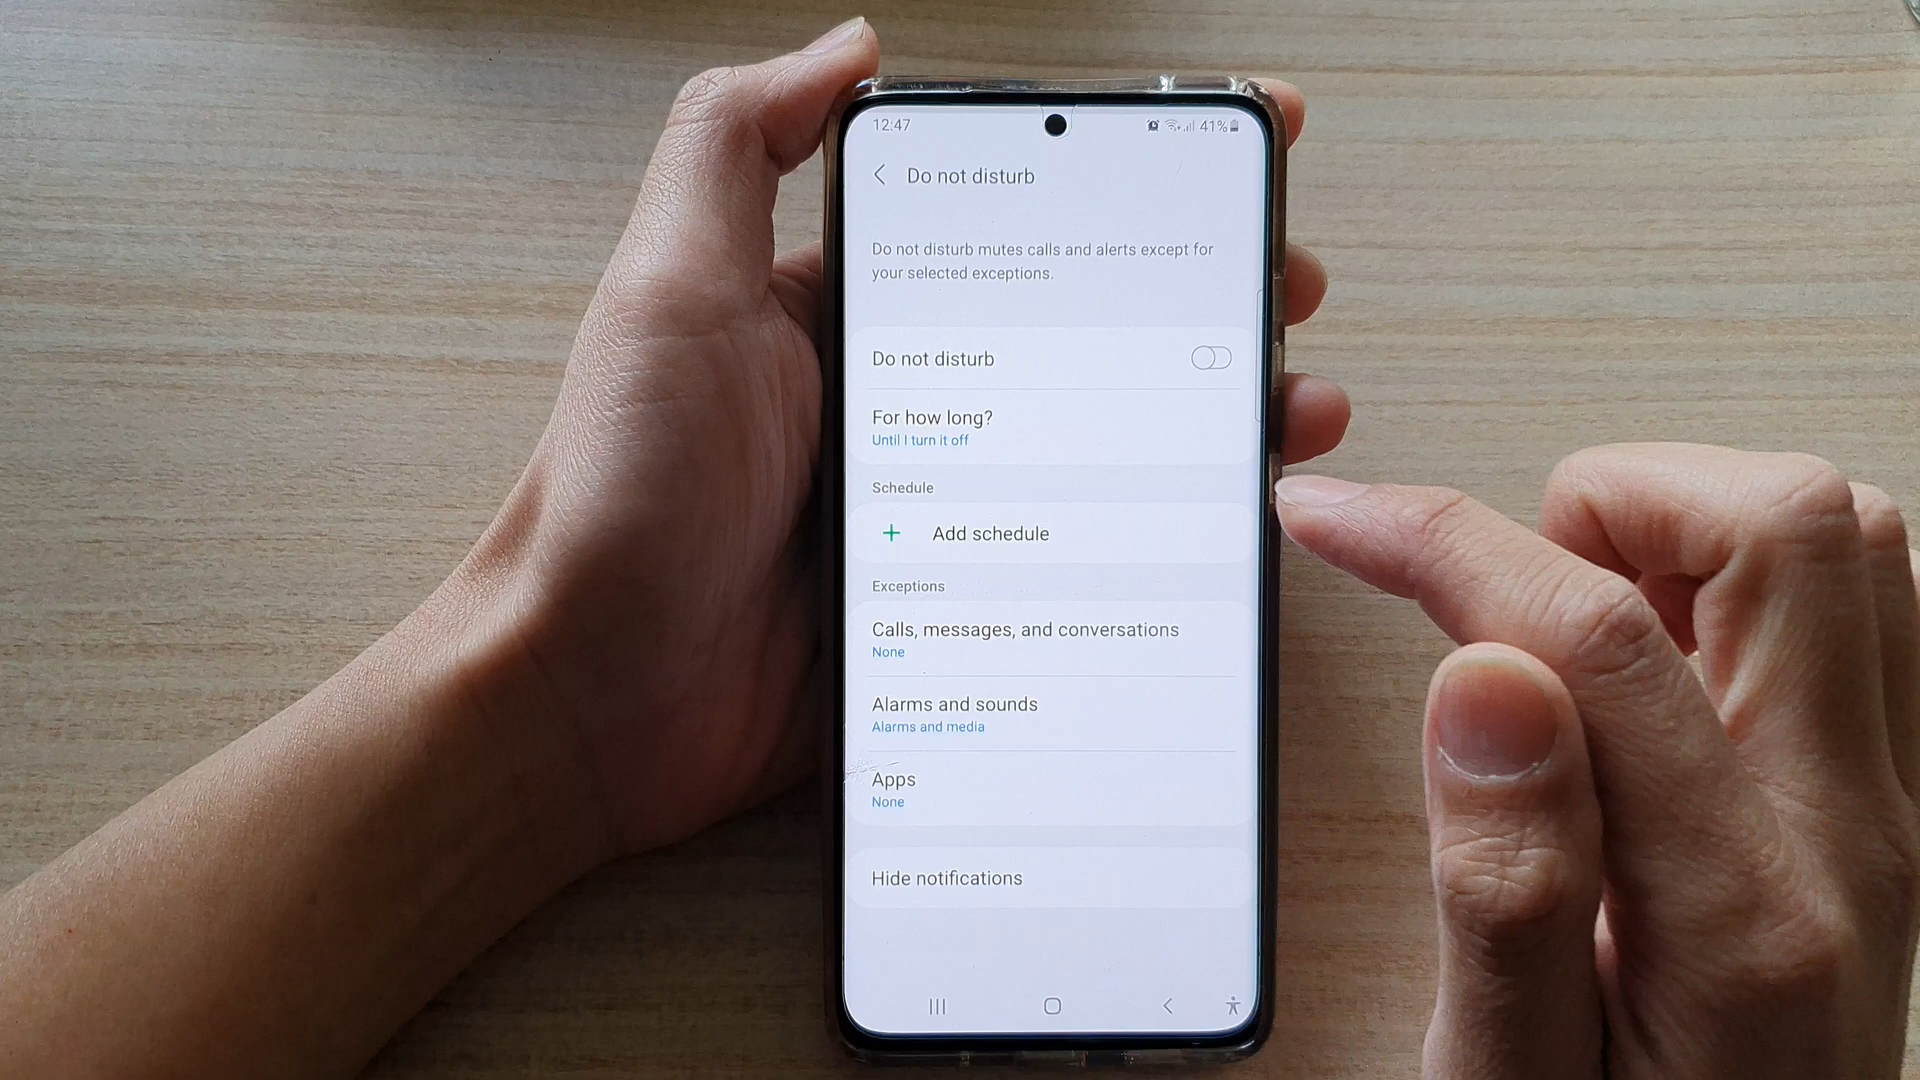 12:47
41%
Do not disturb
Do not disturb mutes calls and alerts except for
your selected exceptions.
Do not disturb
For how long?
Until I turn it off
Schedule
+ Add schedule
Exceptions
Calls, messages, and conversations
None
Alarms and sounds
Alarms and media
Apps
None
Hide notifications